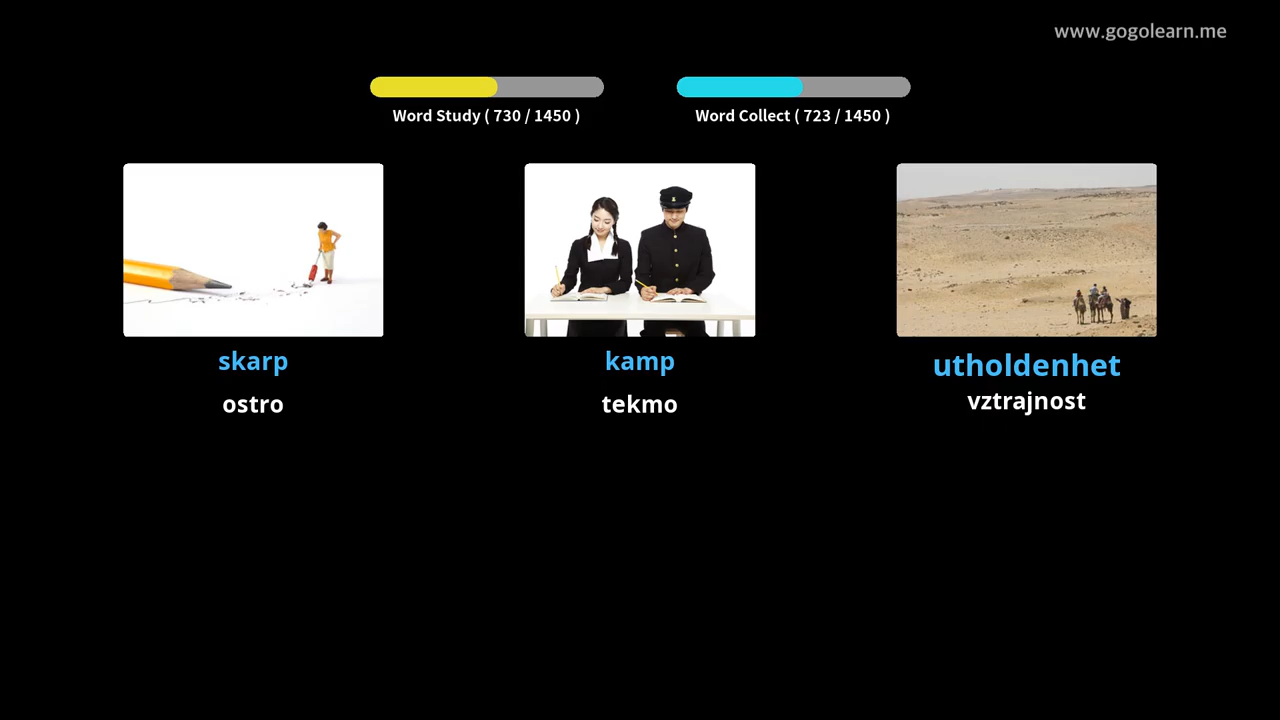 www.gogolearn.me
Word Study ( 730 / 1450 )
Word Collect ( 723 / 1450 )
skarp
kamp
utholdenhet
ostro
tekmo
vztrajnost